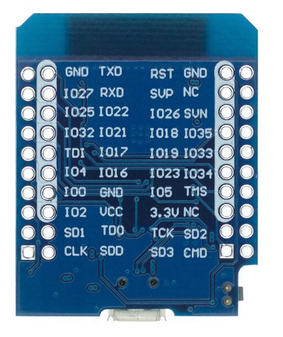 GND TXD RST GND
IO27 RXD SVP NC
IO25 IO22 IO26 SVN
IO32 IO21 IO18 IO35
TDI IO17 IO19 IO33
IO4 IO16 IO23 IO34
IO0 GND IO5 TMS
IO2 VCC 3.3V NC
SD1 TDO TCK SD2
CLK SDD SD3 CMD